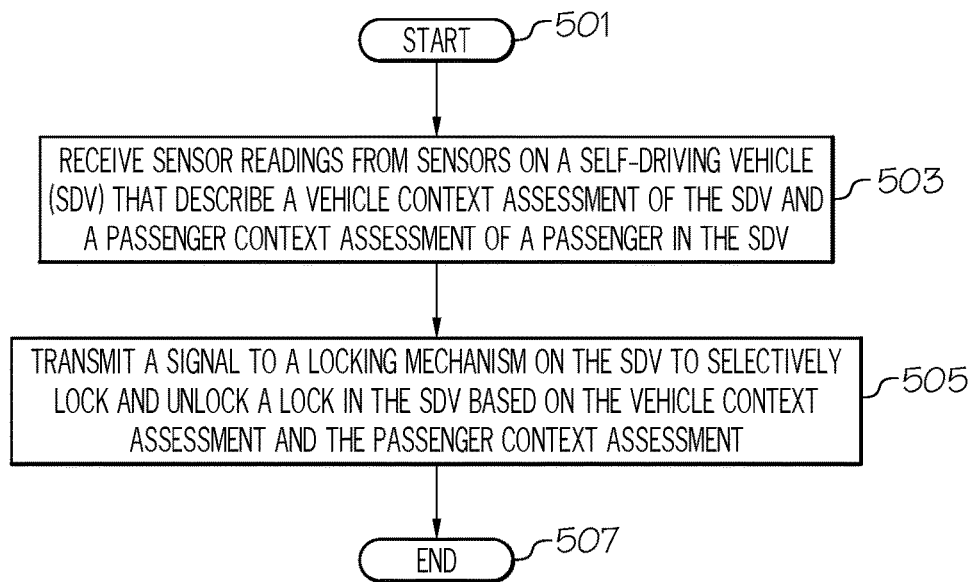 START
501
RECEIVE SENSOR READINGS FROM SENSORS ON A SELF-DRIVING VEHICLE
(SDV) THAT DESCRIBE A VEHICLE CONTEXT ASSESSMENT OF THE SDV AND
A PASSENGER CONTEXT ASSESSMENT OF A PASSENGER IN THE SDV
503
TRANSMIT A SIGNAL TO A LOCKING MECHANISM ON THE SDV TO SELECTIVELY
LOCK AND UNLOCK A LOCK IN THE SDV BASED ON THE VEHICLE CONTEXT
ASSESSMENT AND THE PASSENGER CONTEXT ASSESSMENT
505
END
507